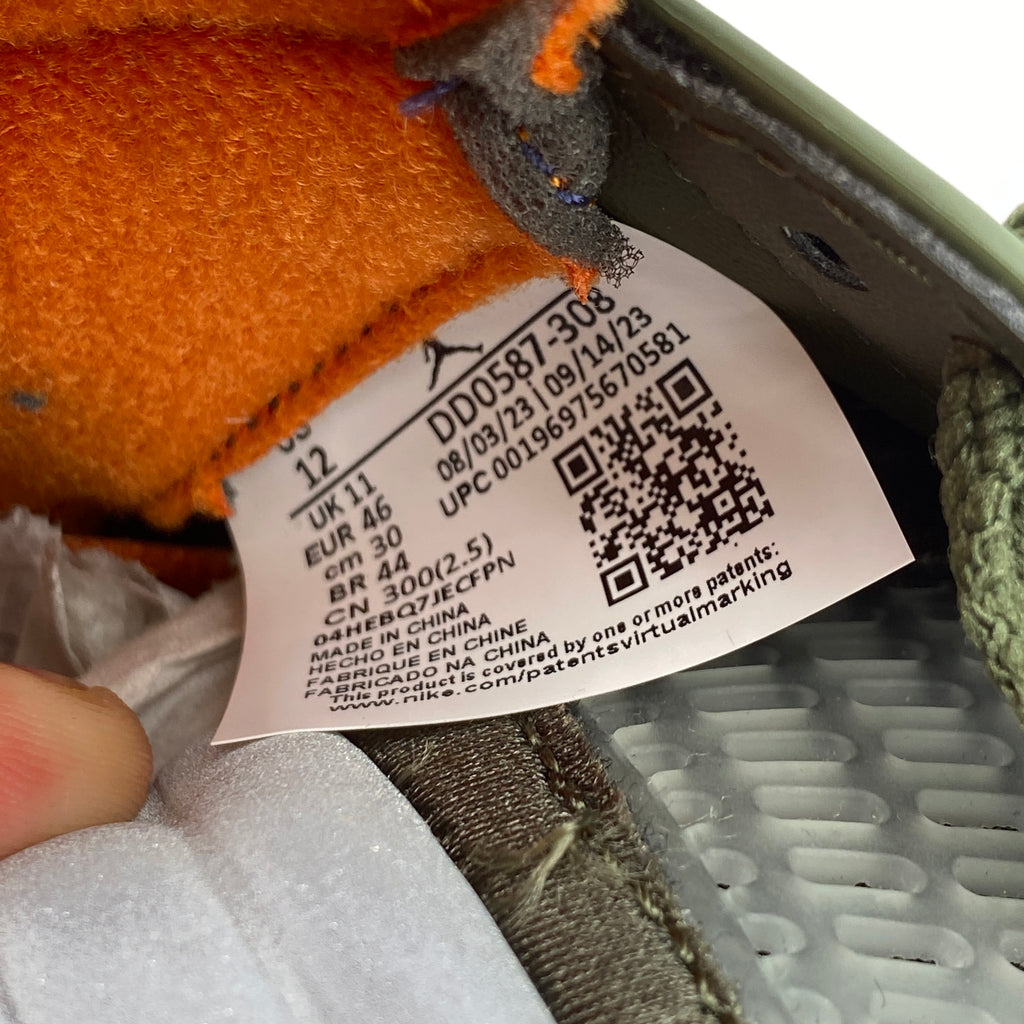 12
UK 11
EUR 46
cm 30
BR 44
CN 300(2.5)
DD0587-308
08/03/23 | 09/14/23
UPC 00196975670581
04HEBQ7JECFPN
MADE IN CHINA
HECHO EN CHINA
FABRIQUE EN CHINE
FABRICADO NA CHINA
This product is covered by one or more patents:
www.nike.com/patentsvirtualmarking